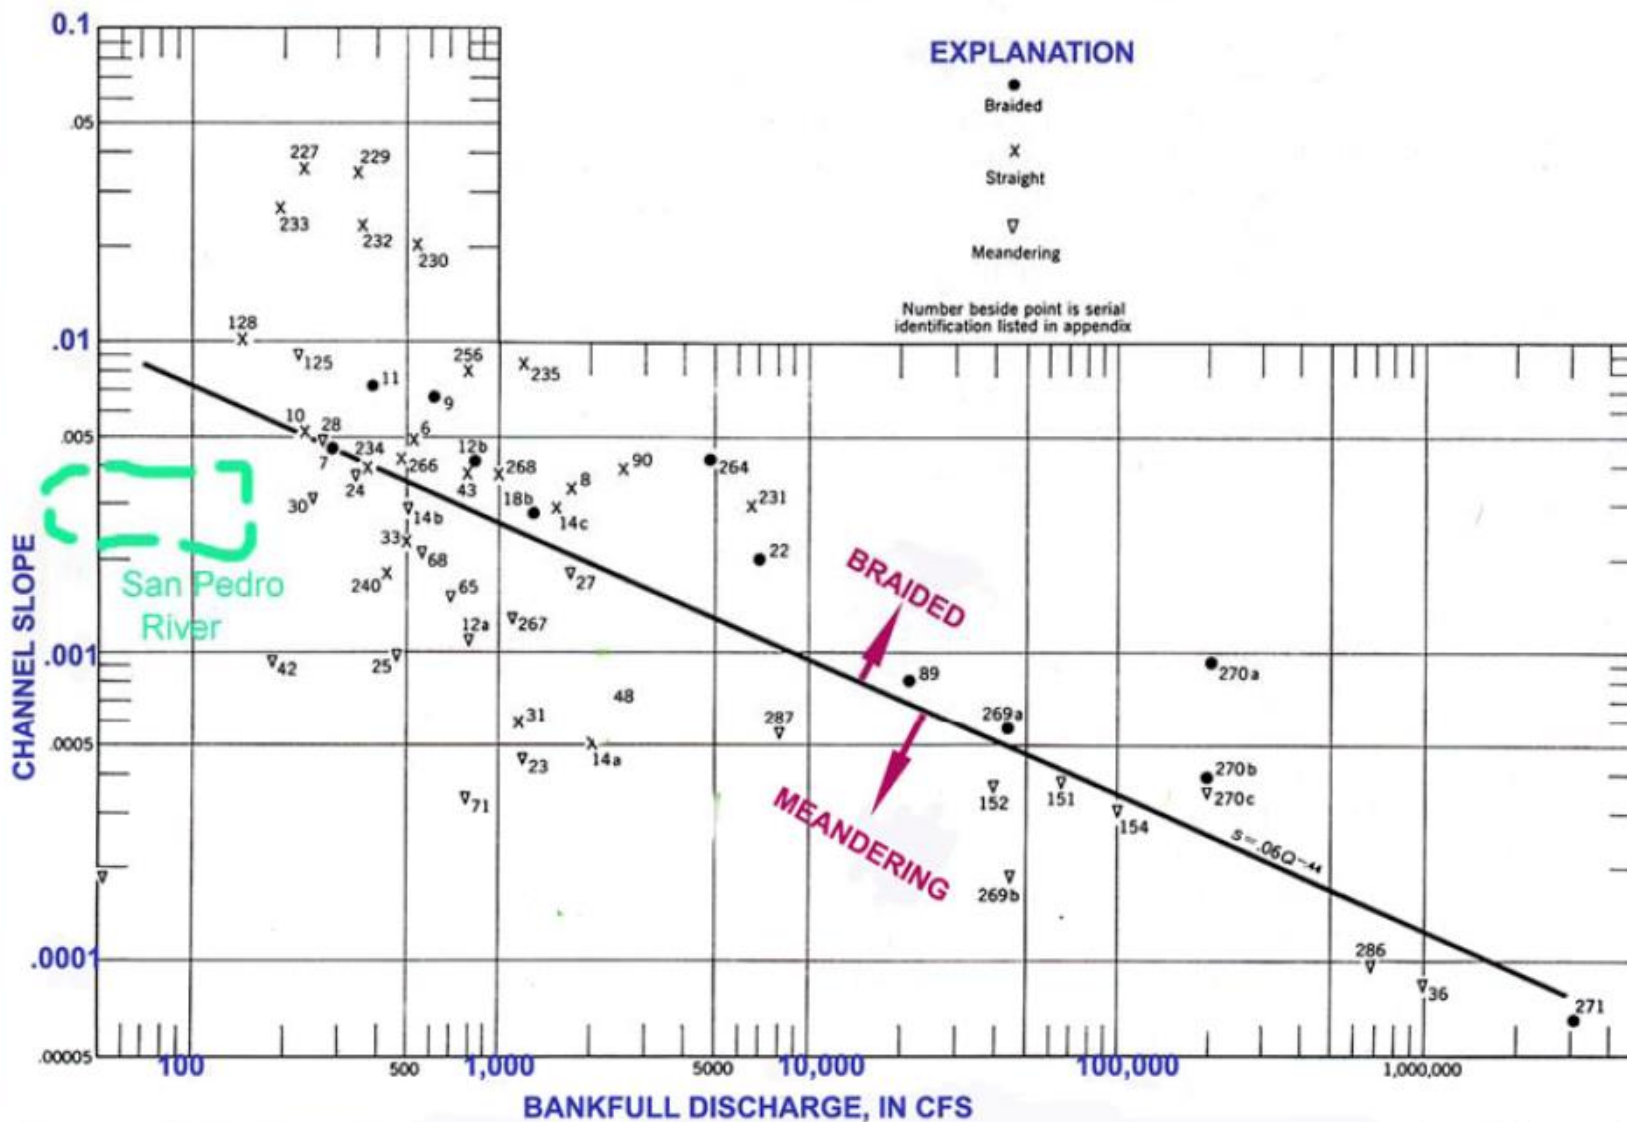 0.1
EXPLANATION
Braided
.05
227
229
Straight
233
232
230
Meandering
Number beside point is serial
identification listed in appendix
128
.01
125
256
235
11
9
10
28
6
.005
7
234
266
12b
268
90
264
24
43
8
30
18b
231
14b
14c
33
68
22
240
27
San Pedro
River
65
BRAIDED
12a
267
CHANNEL SLOPE
.001
42
25
89
270a
48
31
287
269a
.0005
23
14a
270b
71
MEANDERING
152
151
270c
154
S=.06Q-.44
269b
.0001
286
36
271
.00005
100
500
1,000
5000
10,000
100,000
1,000,000
BANKFULL DISCHARGE, IN CFS